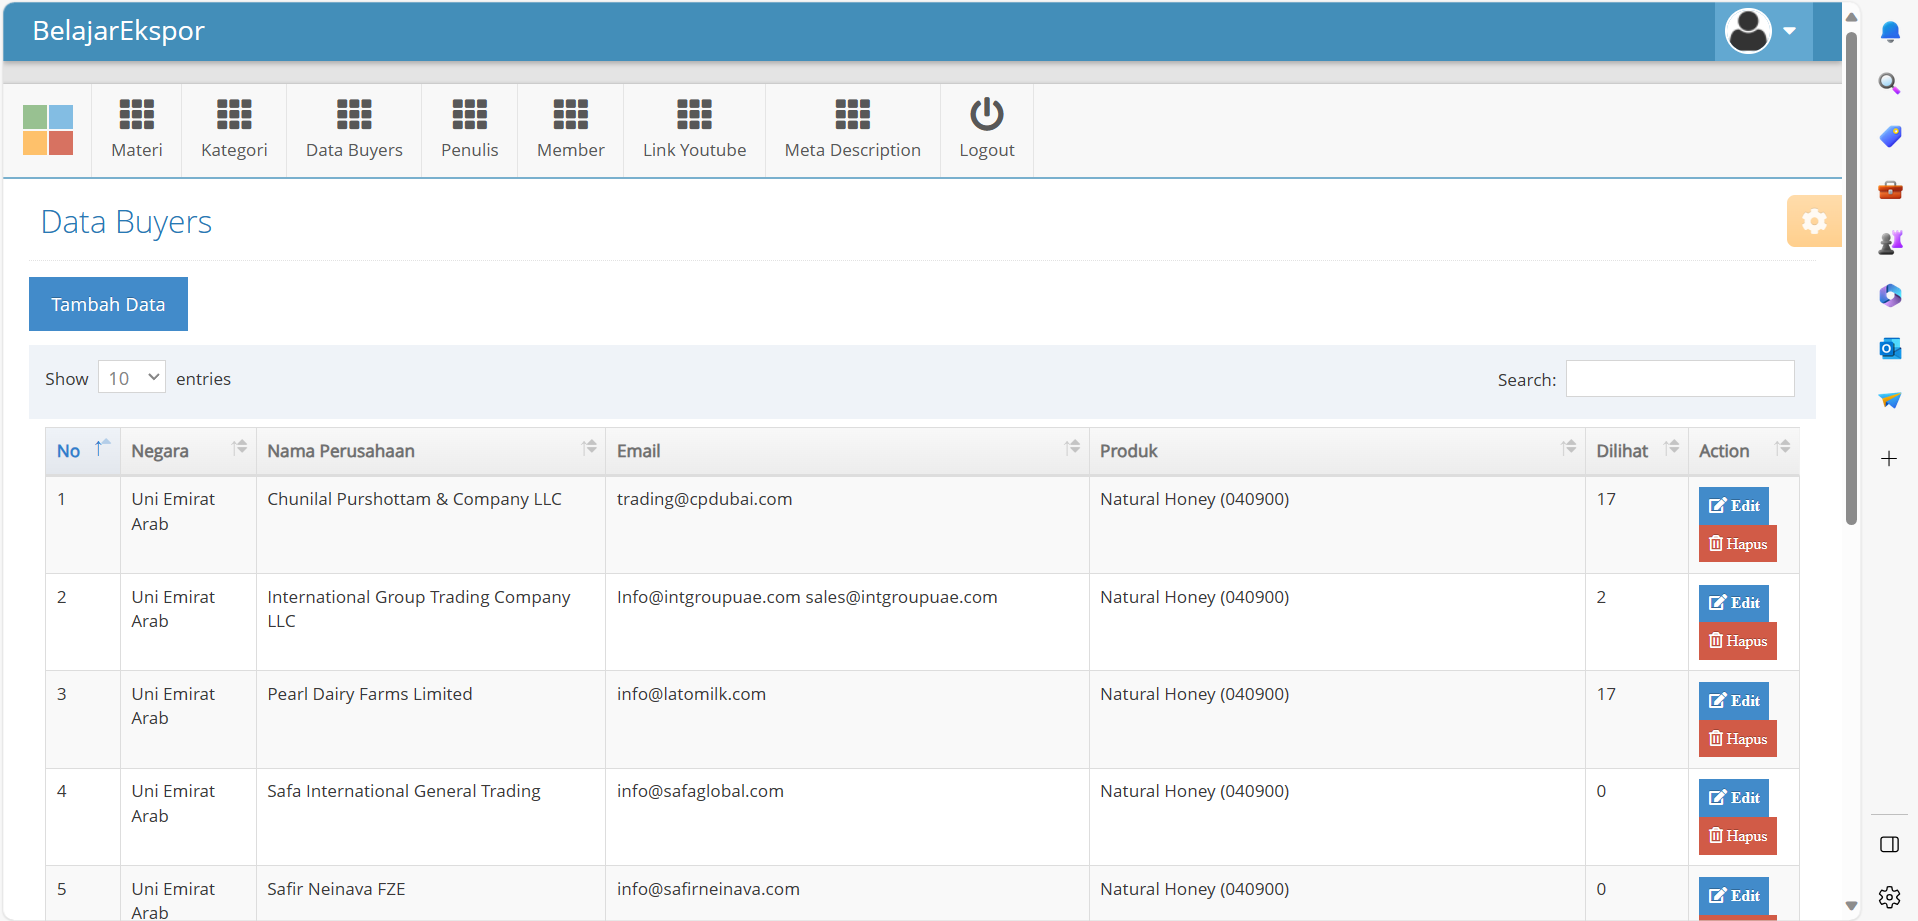 BelajarEkspor
Materi
Kategori
Data Buyers
Penulis
Member
Link Youtube
Meta Description
Logout
Data Buyers
Tambah Data
Show 10 entries
Search:
No Negara Nama Perusahaan Email Produk Dilihat Action
1 Uni Emirat Chunilal Purshottam & Company LLC trading@cpdubai.com Natural Honey (040900) 17 Edit
Arab
Hapus
2 Uni Emirat International Group Trading Company Info@intgroupuae.com sales@intgroupuae.com Natural Honey (040900) 2 Edit
Arab LLC
Hapus
3 Uni Emirat Pearl Dairy Farms Limited info@latomilk.com Natural Honey (040900) 17 Edit
Arab
Hapus
4 Uni Emirat Safa International General Trading info@safaglobal.com Natural Honey (040900) 0 Edit
Arab
Hapus
5 Uni Emirat Safir Neinava FZE info@safirneinava.com Natural Honey (040900) 0 Edit
Arab